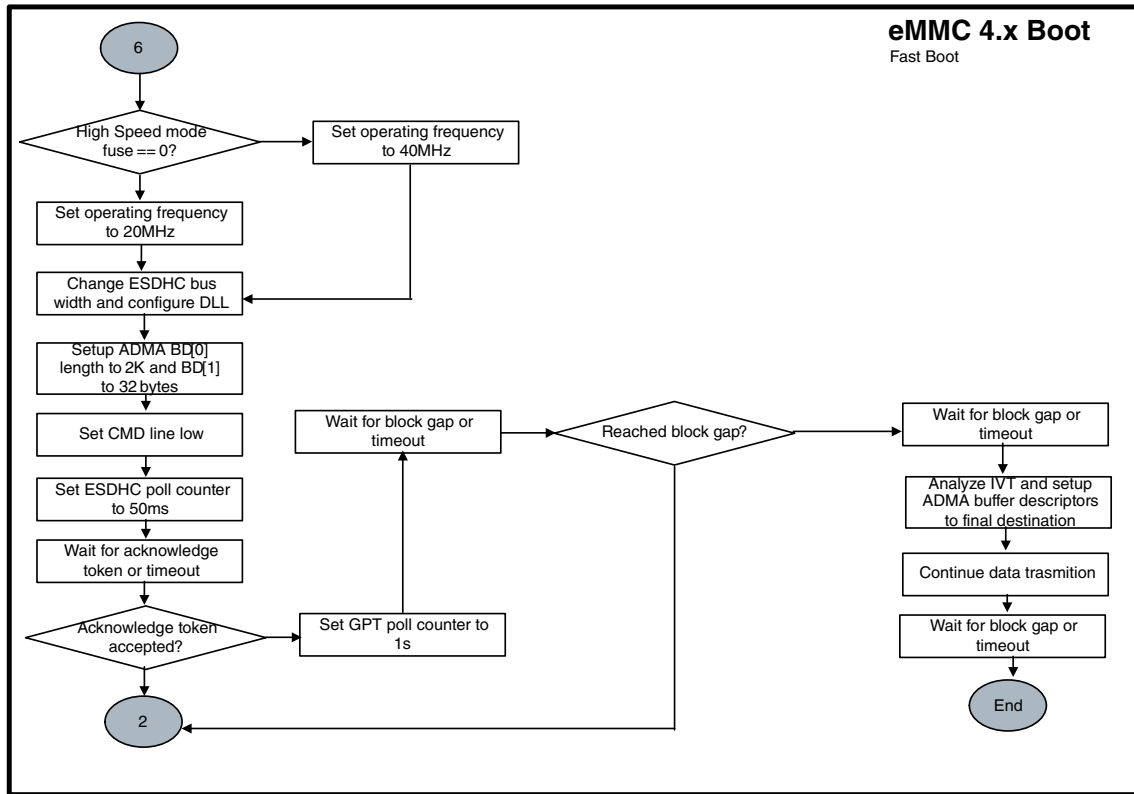 eMMC 4.x Boot
Fast Boot
6
High Speed mode
fuse == 0?
Set operating frequency
to 40MHz
Set operating frequency
to 20MHz
Change ESDHC bus
width and configure DLL
Setup ADMA BD[0]
length to 2K and BD[1]
to 32 bytes
Set CMD line low
Set ESDHC poll counter
to 50ms
Wait for acknowledge
token or timeout
Acknowledge token
accepted?
2
Set GPT poll counter to
1s
Wait for block gap or
timeout
Reached block gap?
Wait for block gap or
timeout
Analyze IVT and setup
ADMA buffer descriptors
to final destination
Continue data trasmition
Wait for block gap or
timeout
End